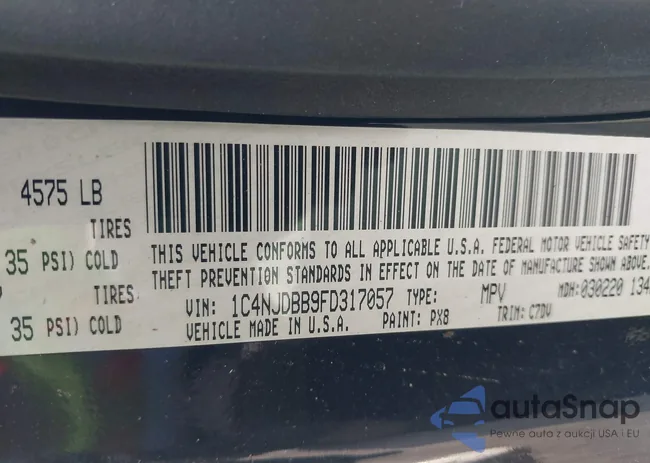 4575 LB
TIRES
35 PSI) COLD
THIS VEHICLE CONFORMS TO ALL APPLICABLE U.S.A. FEDERAL MOTOR VEHICLE SAFETY
THEFT PREVENTION STANDARDS IN EFFECT ON THE DATE OF MANUFACTURE SHOWN ABOVE.
TIRES
VIN: 1C4NJDBB9FD317057 TYPE: MPV MDH:030220 134
35 PSI) COLD
VEHICLE MADE IN U.S.A. PAINT: PX8 TRIM: C7DV
autaSnap
Pewne auta z aukcji USA i EU